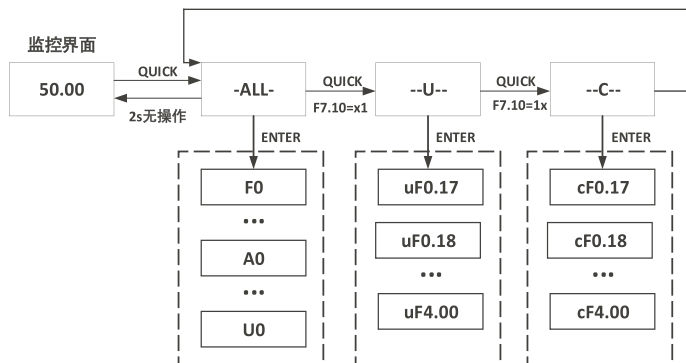 监控界面
50.00
QUICK
2s无操作
-ALL-
QUICK
F7.10=x1
--U--
QUICK
F7.10=1x
--C--
ENTER
ENTER
ENTER
F0
...
A0
...
U0
uF0.17
uF0.18
...
uF4.00
cF0.17
cF0.18
...
cF4.00